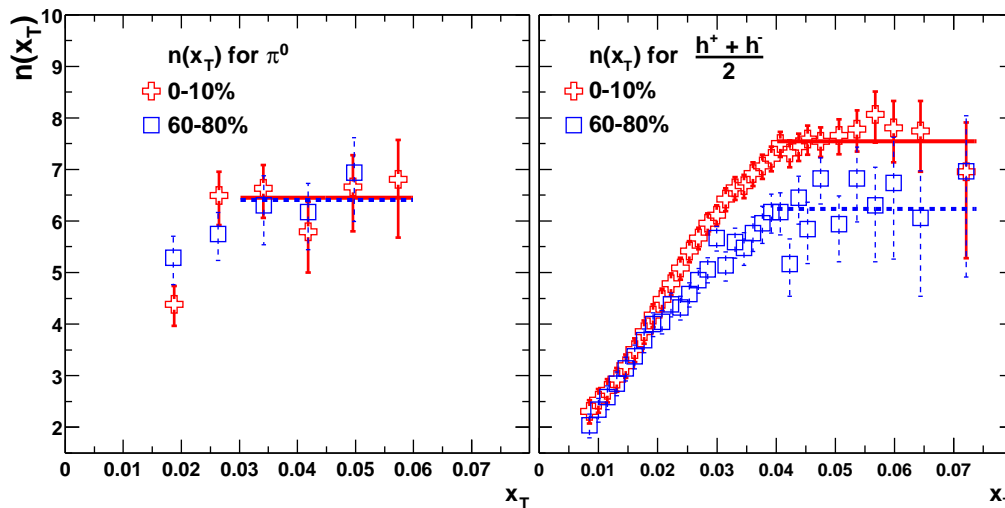 n(x_T)
10
9
8
7
6
5
4
3
2
n(x_T) for π⁰
0-10%
60-80%
0 0.01 0.02 0.03 0.04 0.05 0.06 0.07
x_T
n(x_T) for h⁺ + h⁻
2
0-10%
60-80%
0.01 0.02 0.03 0.04 0.05 0.06 0.07
x_T